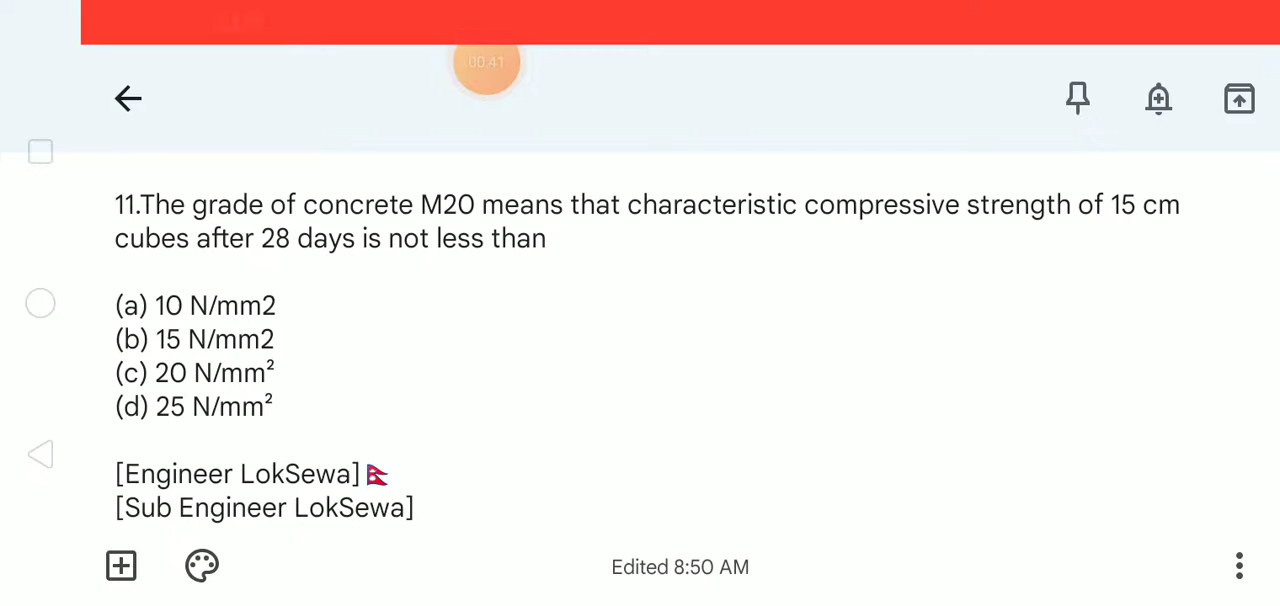 00:41
11.The grade of concrete M20 means that characteristic compressive strength of 15 cm
cubes after 28 days is not less than
(a) 10 N/mm2
(b) 15 N/mm2
(c) 20 N/mm²
(d) 25 N/mm²
[Engineer LokSewa]🇳🇵
[Sub Engineer LokSewa]
Edited 8:50 AM